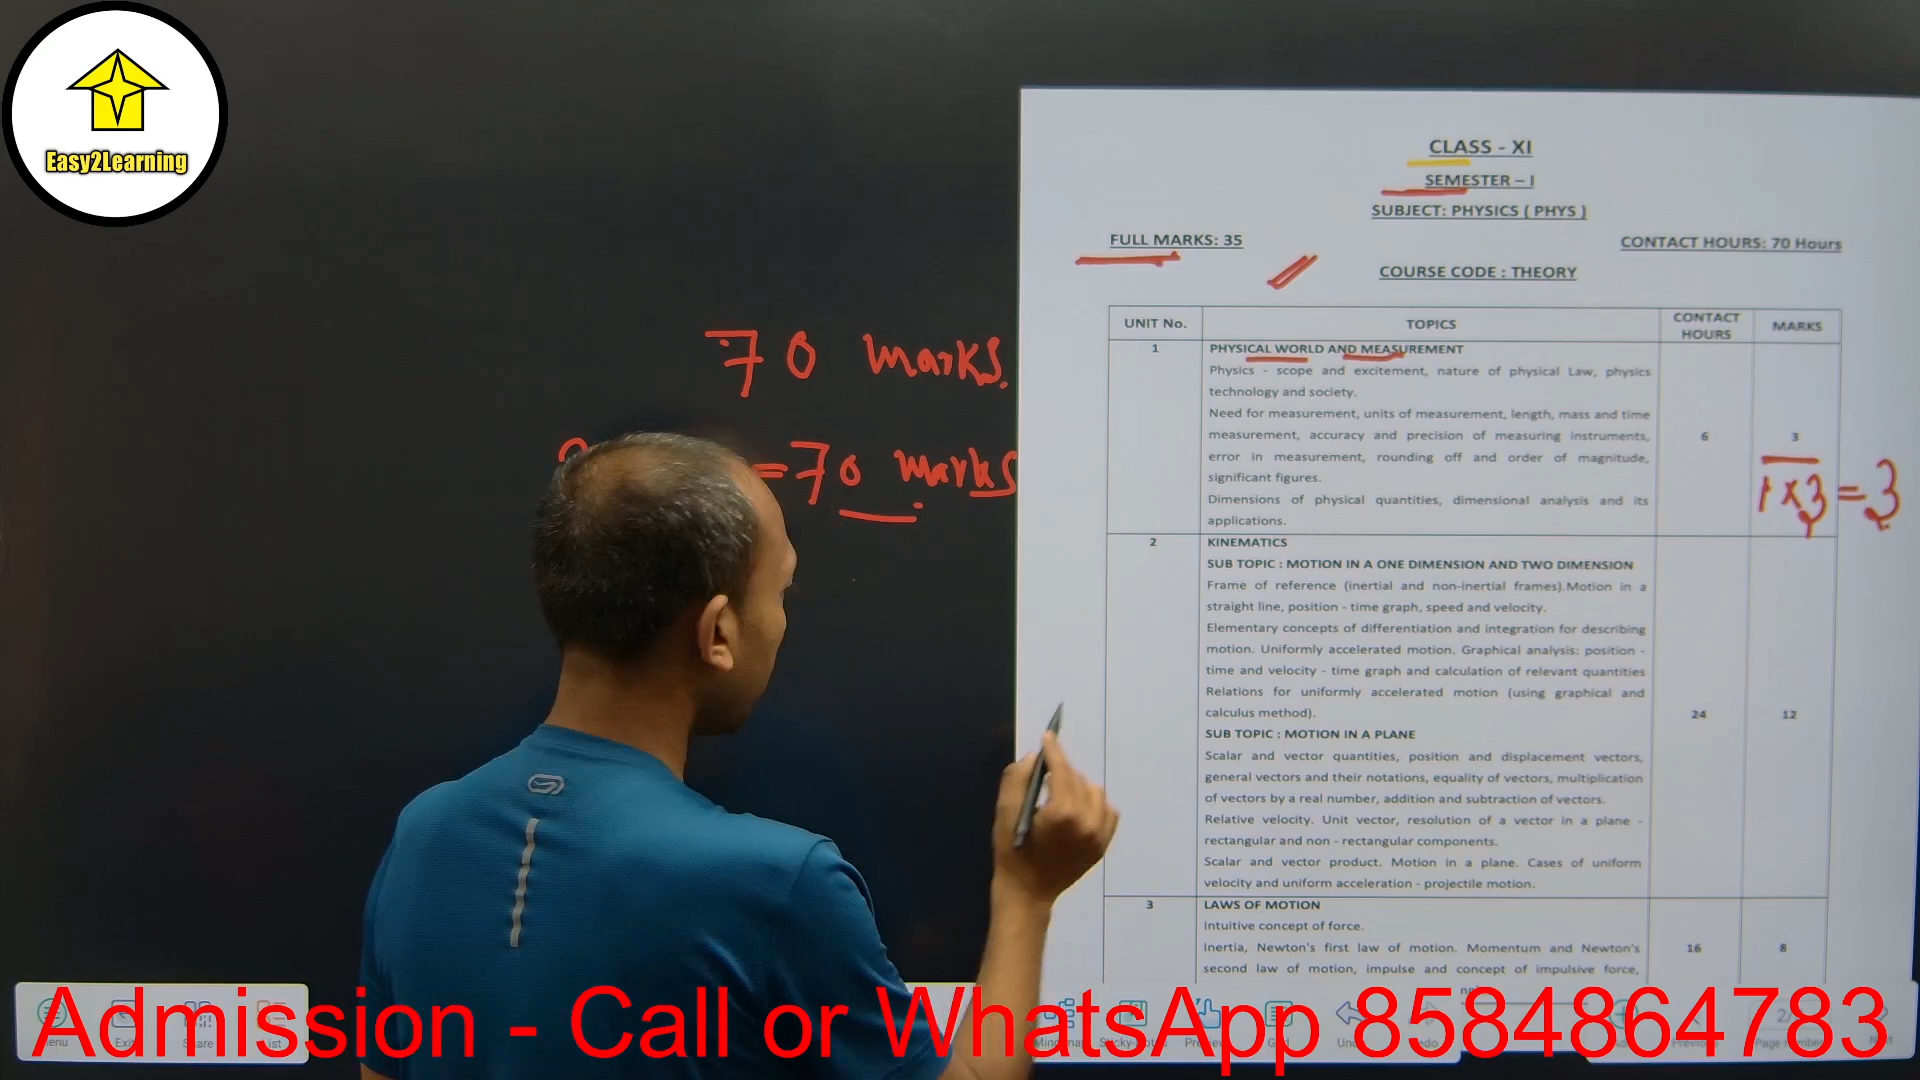 Easy2Learning
70 marks.
=70 marks
CLASS - XI
SEMESTER – I
SUBJECT: PHYSICS ( PHYS )
FULL MARKS: 35
CONTACT HOURS: 70 Hours
COURSE CODE : THEORY
UNIT No.
TOPICS
CONTACT HOURS
MARKS
1
PHYSICAL WORLD AND MEASUREMENT
Physics - scope and excitement, nature of physical Law, physics
technology and society.
Need for measurement, units of measurement, length, mass and time
measurement, accuracy and precision of measuring instruments,
error in measurement, rounding off and order of magnitude,
significant figures.
Dimensions of physical quantities, dimensional analysis and its
applications.
6
3
1 x 3 = 3
2
KINEMATICS
SUB TOPIC : MOTION IN A ONE DIMENSION AND TWO DIMENSION
Frame of reference (inertial and non-inertial frames).Motion in a
straight line, position - time graph, speed and velocity.
Elementary concepts of differentiation and integration for describing
motion. Uniformly accelerated motion. Graphical analysis: position -
time and velocity - time graph and calculation of relevant quantities
Relations for uniformly accelerated motion (using graphical and
calculus method).
SUB TOPIC : MOTION IN A PLANE
Scalar and vector quantities, position and displacement vectors,
general vectors and their notations, equality of vectors, multiplication
of vectors by a real number, addition and subtraction of vectors.
Relative velocity. Unit vector, resolution of a vector in a plane -
rectangular and non - rectangular components.
Scalar and vector product. Motion in a plane. Cases of uniform
velocity and uniform acceleration - projectile motion.
24
12
3
LAWS OF MOTION
Intuitive concept of force.
Inertia, Newton's first law of motion. Momentum and Newton's
second law of motion, impulse and concept of impulsive force,
16
8
Admission - Call or WhatsApp 8584864783